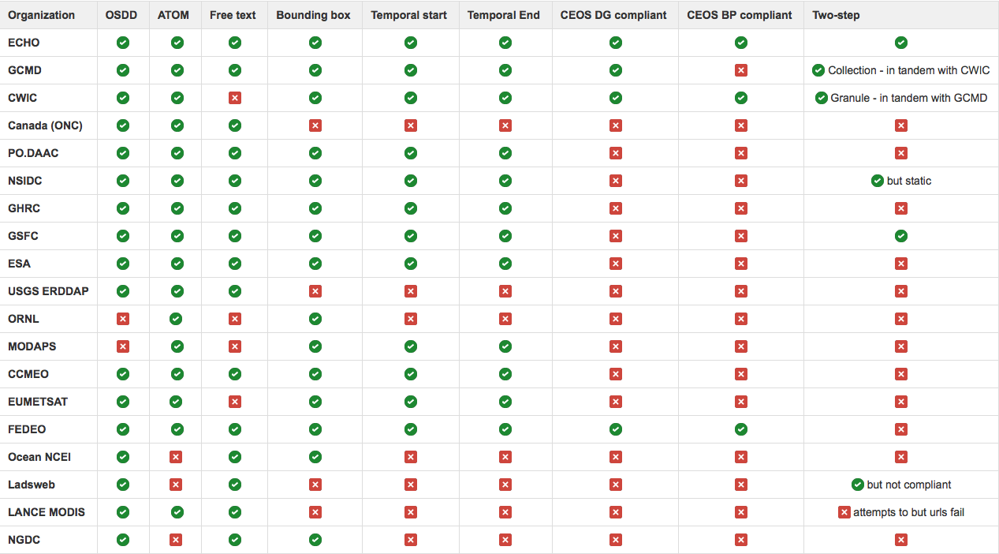 Organization OSDD ATOM Free text Bounding box Temporal start Temporal End CEOS DG compliant CEOS BP compliant Two-step
ECHO
GCMD Collection - in tandem with CWIC
CWIC Granule - in tandem with GCMD
Canada (ONC)
PO.DAAC
NSIDC but static
GHRC
GSFC
ESA
USGS ERDDAP
ORNL
MODAPS
CCMEO
EUMETSAT
FEDEO
Ocean NCEI
Ladsweb but not compliant
LANCE MODIS attempts to but urls fail
NGDC